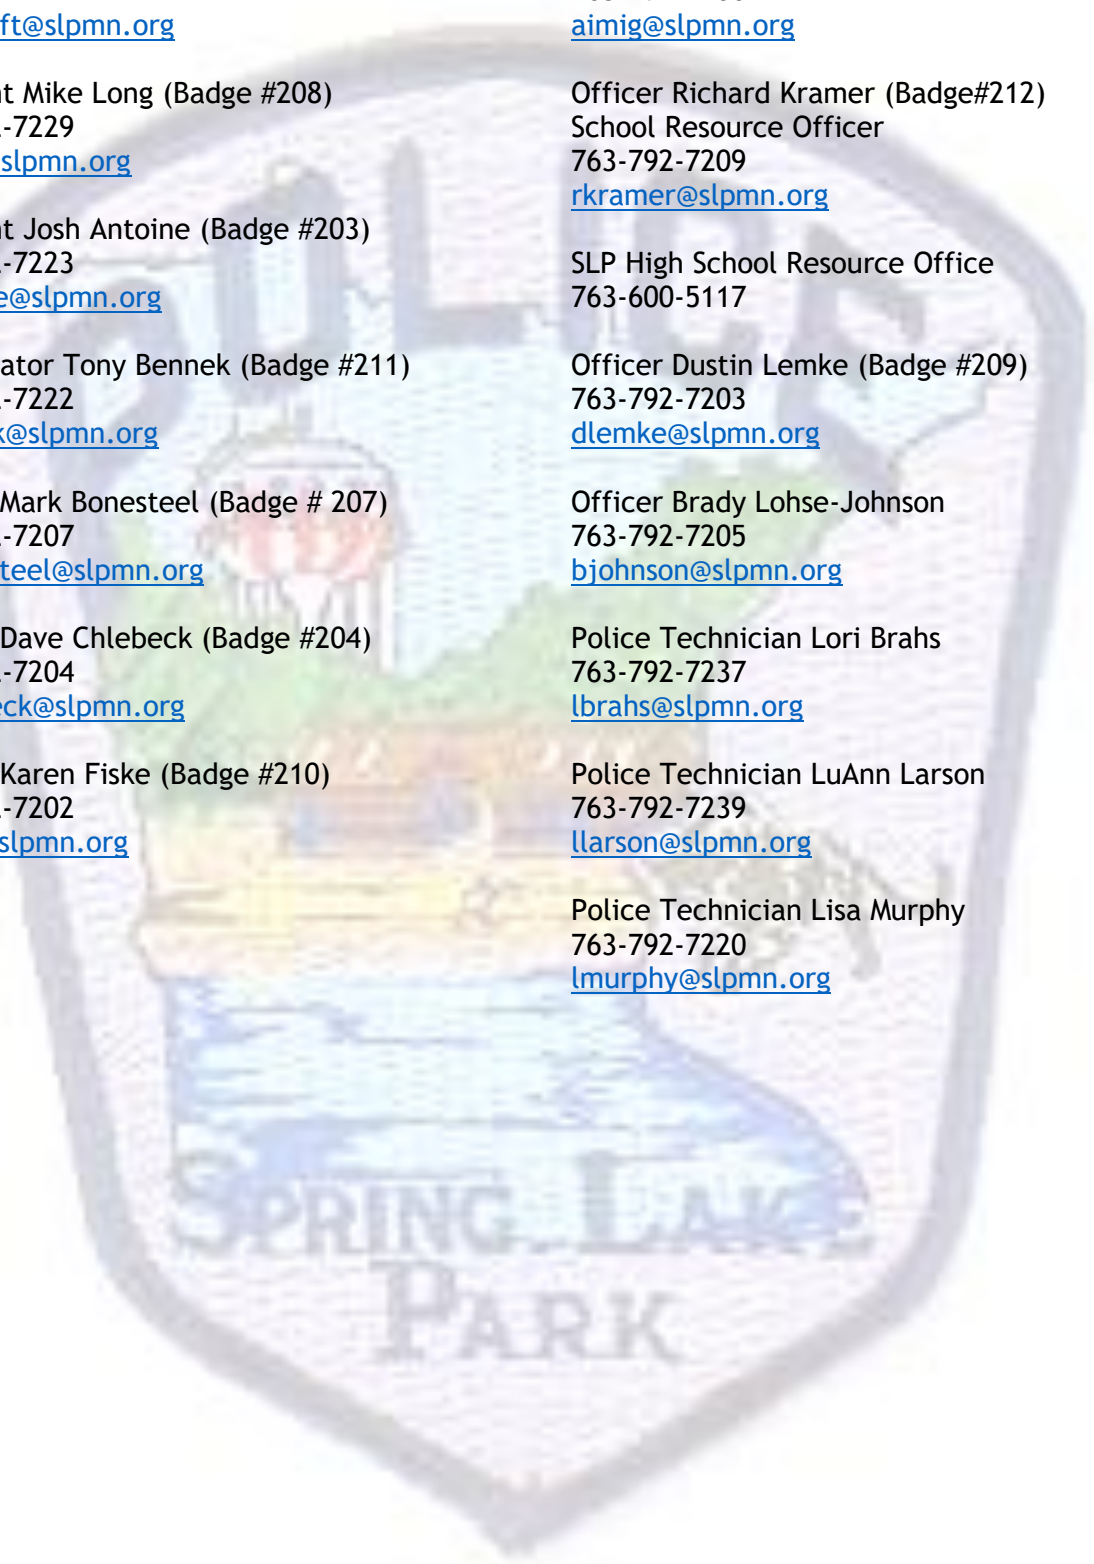 ft@slpmn.org
nt Mike Long (Badge #208)
-7229
slpmn.org
nt Josh Antoine (Badge #203)
-7223
e@slpmn.org
ator Tony Bennek (Badge #211)
-7222
k@slpmn.org
Mark Bonesteel (Badge # 207)
-7207
teel@slpmn.org
Dave Chlebeck (Badge #204)
-7204
eck@slpmn.org
Karen Fiske (Badge #210)
-7202
slpmn.org
aimig@slpmn.org
Officer Richard Kramer (Badge#212)
School Resource Officer
763-792-7209
rkramer@slpmn.org
SLP High School Resource Office
763-600-5117
Officer Dustin Lemke (Badge #209)
763-792-7203
dlemke@slpmn.org
Officer Brady Lohse-Johnson
763-792-7205
bjohnson@slpmn.org
Police Technician Lori Brahs
763-792-7237
lbrahs@slpmn.org
Police Technician LuAnn Larson
763-792-7239
llarson@slpmn.org
Police Technician Lisa Murphy
763-792-7220
lmurphy@slpmn.org
POLICE
SPRING LAKE
PARK